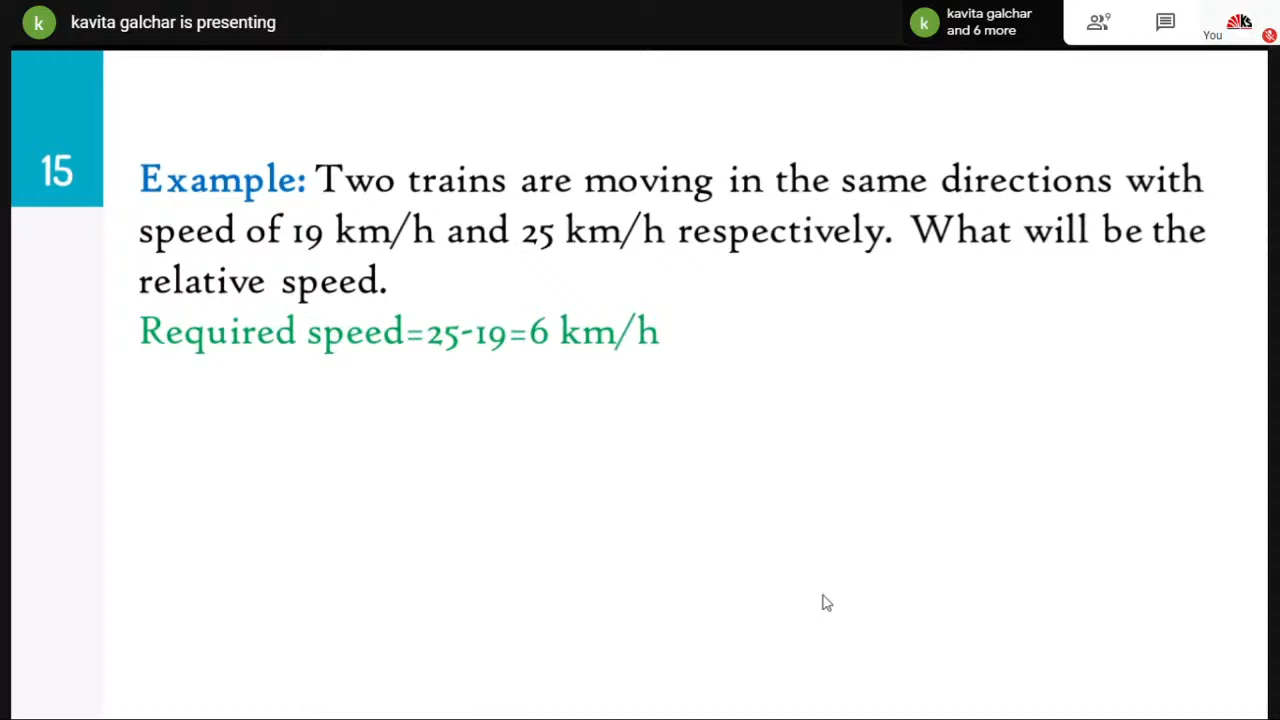 k kavita galchar is presenting
k kavita galchar
and 6 more
9
ks
You
15
Example: Two trains are moving in the same directions with
speed of 19 km/h and 25 km/h respectively. What will be the
relative speed.
Required speed=25-19=6 km/h